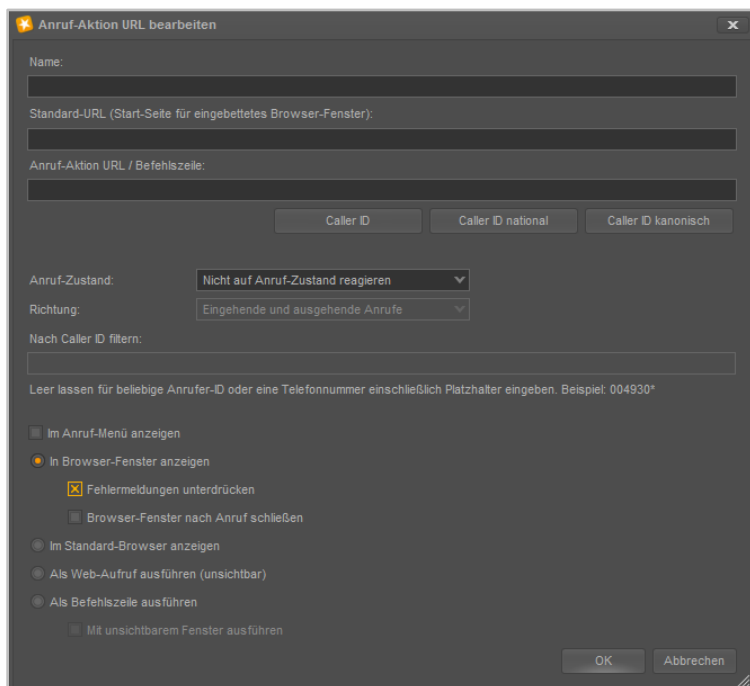 Anruf-Aktion URL bearbeiten
Name:
Standard-URL (Start-Seite für eingebettetes Browser-Fenster):
Anruf-Aktion URL / Befehlszeile:
Caller ID
Caller ID national
Caller ID kanonisch
Anruf-Zustand:
Nicht auf Anruf-Zustand reagieren
Richtung:
Eingehende und ausgehende Anrufe
Nach Caller ID filtern:
Leer lassen für beliebige Anrufer-ID oder eine Telefonnummer einschließlich Platzhalter eingeben. Beispiel: 004930*
Im Anruf-Menü anzeigen
In Browser-Fenster anzeigen
Fehlermeldungen unterdrücken
Browser-Fenster nach Anruf schließen
Im Standard-Browser anzeigen
Als Web-Aufruf ausführen (unsichtbar)
Als Befehlszeile ausführen
Mit unsichtbarem Fenster ausführen
OK
Abbrechen